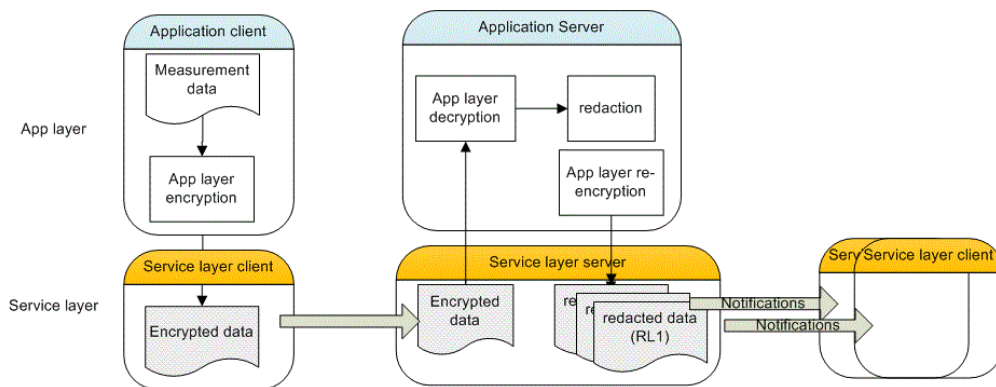 Application client
Application Server
Measurement
data
App layer
decryption
redaction
App layer
App layer
encryption
App layer re-
encryption
Service layer client
Service layer server
Service layer client
Service layer
Encrypted data
Encrypted
data
re
re
redacted data
(RL1)
Notifications
Notifications